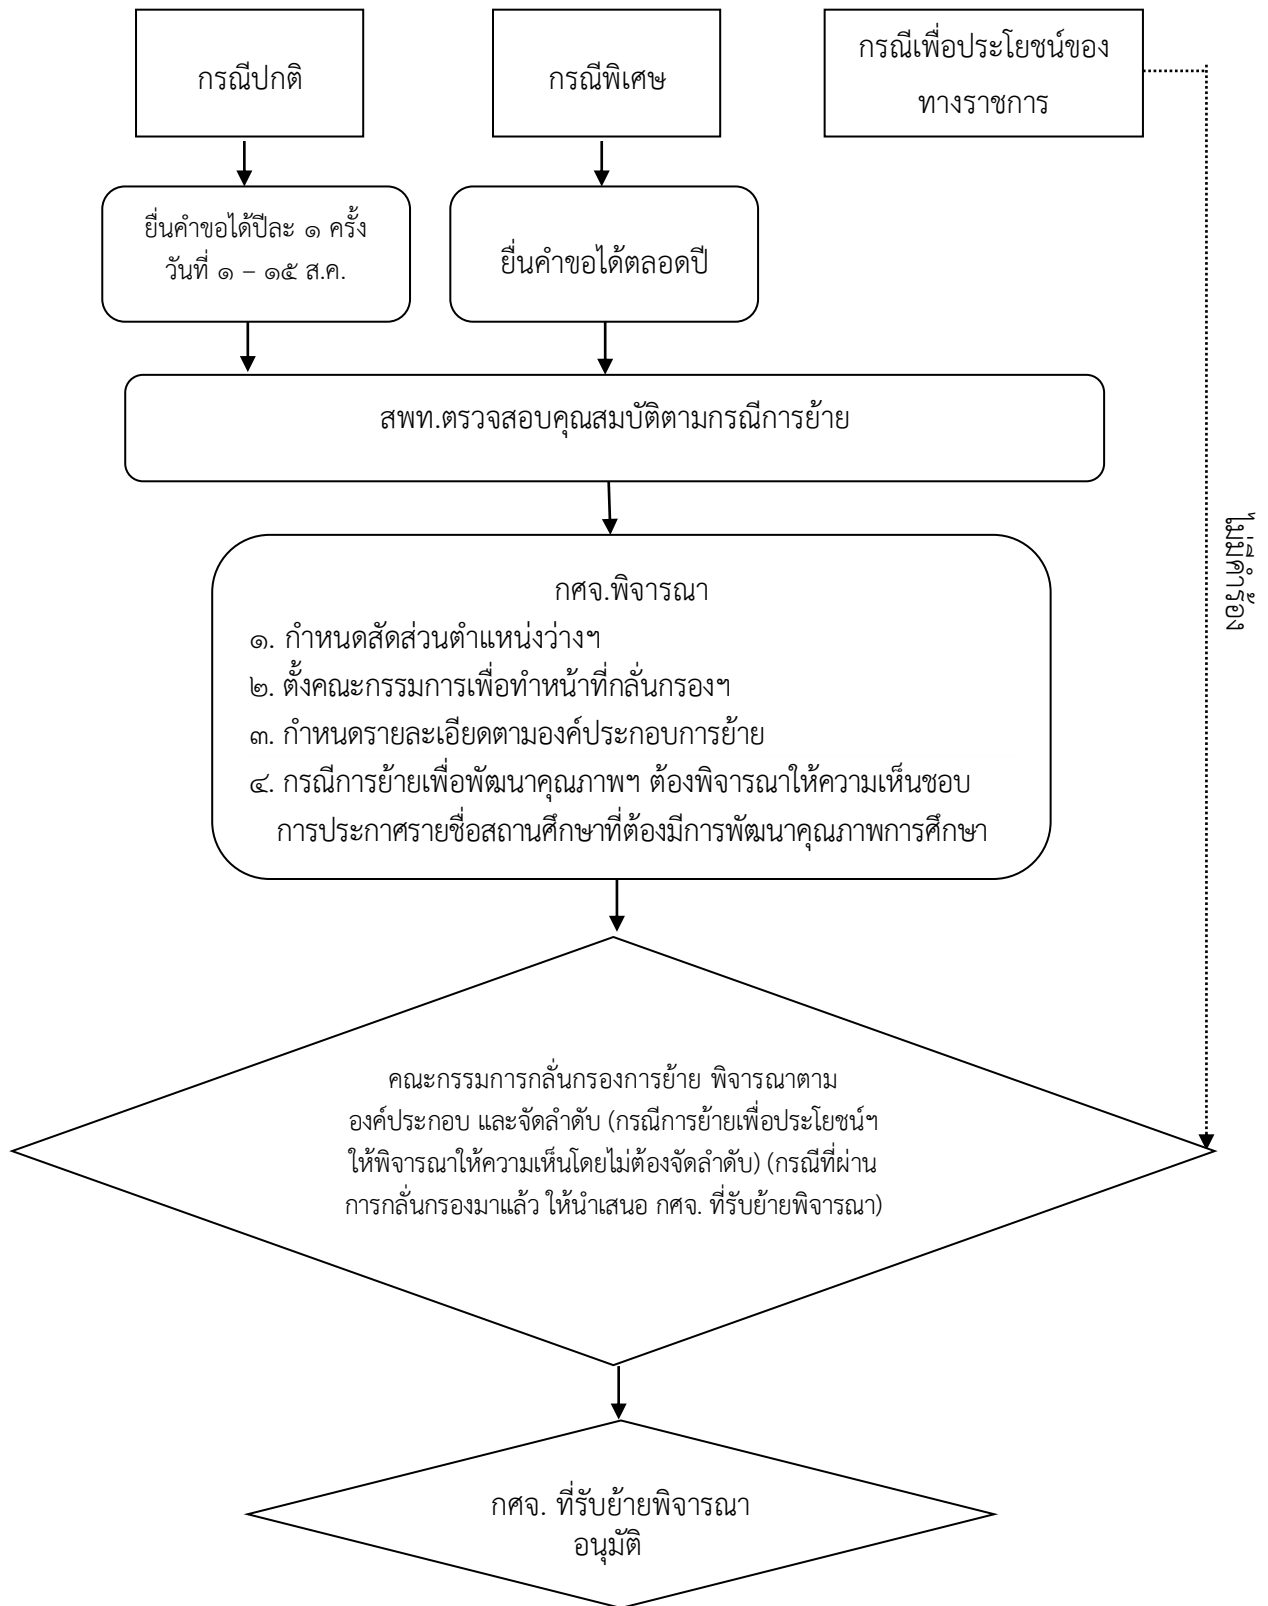 กรณีปกติ
กรณีพิเศษ
กรณีเพื่อประโยชน์ของ
ทางราชการ
ยื่นคำขอได้ปีละ ๑ ครั้ง
วันที่ ๑ – ๑๕ ส.ค.
ยื่นคำขอได้ตลอดปี
สพท.ตรวจสอบคุณสมบัติตามกรณีการย้าย
ไม่มีคำร้อง
กศจ.พิจารณา
๑. กำหนดสัดส่วนตำแหน่งว่างฯ
๒. ตั้งคณะกรรมการเพื่อทำหน้าที่กลั่นกรองฯ
๓. กำหนดรายละเอียดตามองค์ประกอบการย้าย
๔. กรณีการย้ายเพื่อพัฒนาคุณภาพฯ ต้องพิจารณาให้ความเห็นชอบ
การประกาศรายชื่อสถานศึกษาที่ต้องมีการพัฒนาคุณภาพการศึกษา
คณะกรรมการกลั่นกรองการย้าย พิจารณาตาม
องค์ประกอบ และจัดลำดับ (กรณีการย้ายเพื่อประโยชน์ฯ
ให้พิจารณาให้ความเห็นโดยไม่ต้องจัดลำดับ) (กรณีที่ผ่าน
การกลั่นกรองมาแล้ว ให้นำเสนอ กศจ. ที่รับย้ายพิจารณา)
กศจ. ที่รับย้ายพิจารณา
อนุมัติ